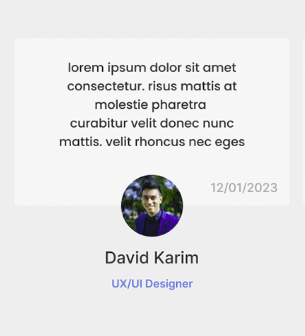 lorem ipsum dolor sit amet
consectetur. risus mattis at
molestie pharetra
curabitur velit donec nunc
mattis. velit rhoncus nec eges
12/01/2023
David Karim
UX/UI Designer